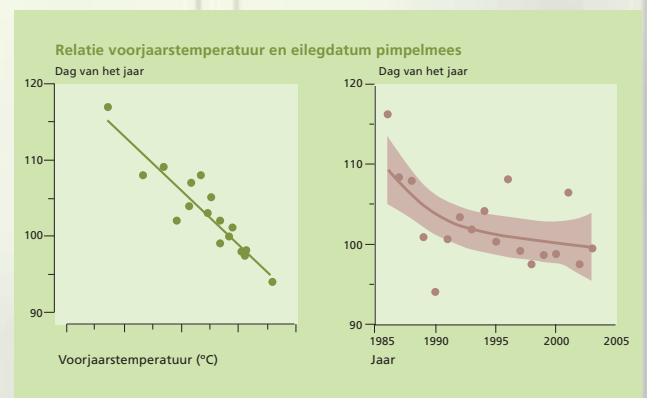 Relatie voorjaarstemperatuur en eilegdatum pimpelmees
Dag van het jaar
120
110
100
90
Voorjaarstemperatuur (ºC)
Dag van het jaar
120
110
100
90
1985 1990 1995 2000 2005
Jaar